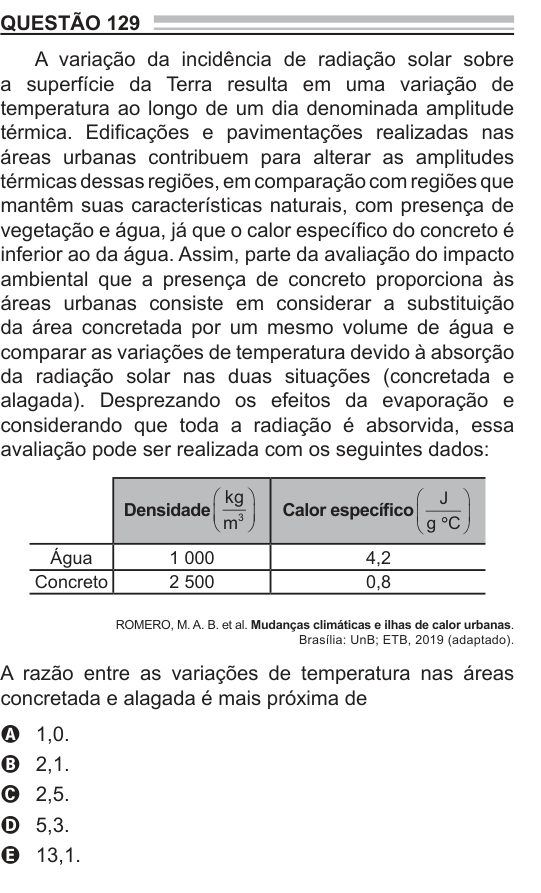 QUESTÃO 129
A variação da incidência de radiação solar sobre
a superfície da Terra resulta em uma variação de
temperatura ao longo de um dia denominada amplitude
térmica. Edificações e pavimentações realizadas nas
áreas urbanas contribuem para alterar as amplitudes
térmicas dessas regiões, em comparação com regiões que
mantêm suas características naturais, com presença de
vegetação e água, já que o calor específico do concreto é
inferior ao da água. Assim, parte da avaliação do impacto
ambiental que a presença de concreto proporciona às
áreas urbanas consiste em considerar a substituição
da área concretada por um mesmo volume de água e
comparar as variações de temperatura devido à absorção
da radiação solar nas duas situações (concretada e
alagada). Desprezando os efeitos da evaporação e
considerando que toda a radiação é absorvida, essa
avaliação pode ser realizada com os seguintes dados:
Densidade (kg/m³) Calor específico (J/g ºC)
Água 1 000 4,2
Concreto 2 500 0,8
ROMERO, M. A. B. et al. Mudanças climáticas e ilhas de calor urbanas.
Brasília: UnB; ETB, 2019 (adaptado).
A razão entre as variações de temperatura nas áreas
concretada e alagada é mais próxima de
A 1,0.
B 2,1.
C 2,5.
D 5,3.
E 13,1.